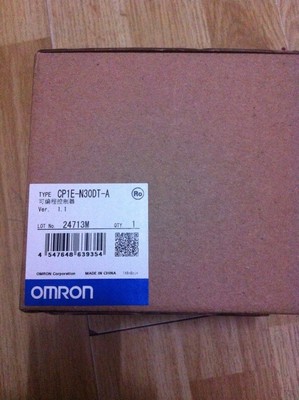 TYPE CP1E-N30DT-A
可编程控制器
Ver. 1.1
Ro
LOT No. 24713M QTY 1
4 547648 639354
OMRON Corporation MADE IN CHINA
OMRON